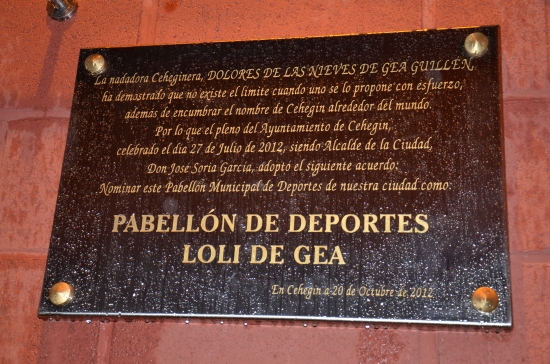 La nadadora Ceheginera, DOLORES DE LAS NIEVES DE GEA GUILLÉN,
ha demostrado que no existe el límite cuando uno se lo propone con esfuerzo,
además de encumbrar el nombre de Cehegín alrededor del mundo.
Por lo que el pleno del Ayuntamiento de Cehegín,
celebrado el día 27 de Julio de 2012, siendo Alcalde de la Ciudad,
Don José Soria García, adoptó el siguiente acuerdo:
Nominar este Pabellón Municipal de Deportes de nuestra ciudad como:
PABELLÓN DE DEPORTES
LOLI DE GEA
En Cehegín a 20 de Octubre de 2012